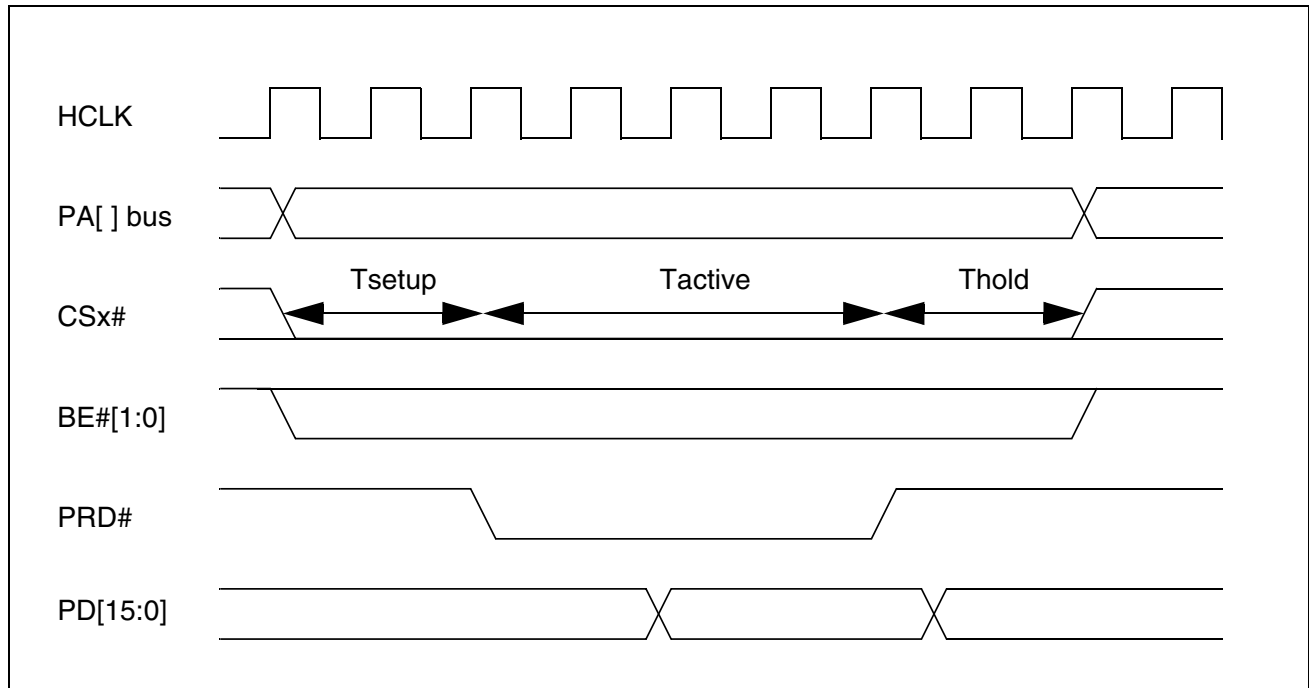 HCLK
PA[ ] bus
Tsetup Tactive Thold
CSx#
BE#[1:0]
PRD#
PD[15:0]